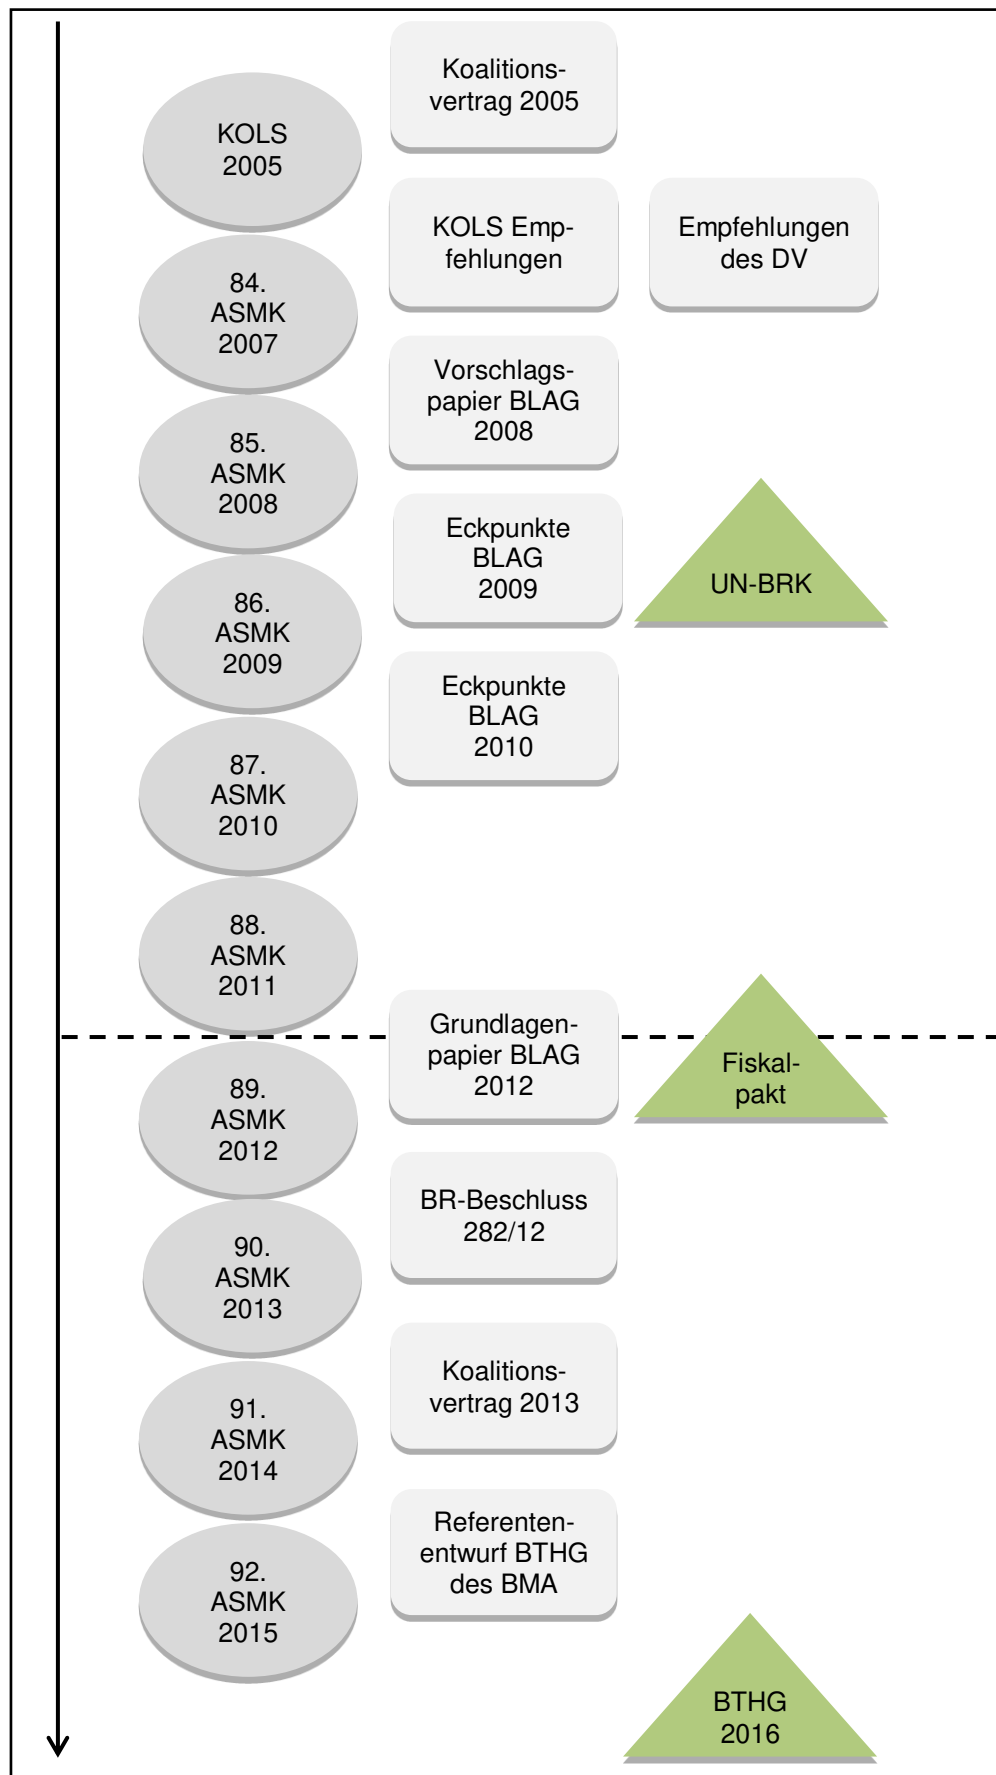 Koalitions-
vertrag 2005
KOLS
2005
KOLS Emp-
fehlungen
Empfehlungen
des DV
84.
ASMK
2007
Vorschlags-
papier BLAG
2008
85.
ASMK
2008
Eckpunkte
BLAG
2009
UN-BRK
86.
ASMK
2009
Eckpunkte
BLAG
2010
87.
ASMK
2010
88.
ASMK
2011
Grundlagen-
papier BLAG
2012
Fiskal-
pakt
89.
ASMK
2012
BR-Beschluss
282/12
90.
ASMK
2013
Koalitions-
vertrag 2013
91.
ASMK
2014
Referenten-
entwurf BTHG
des BMA
92.
ASMK
2015
BTHG
2016